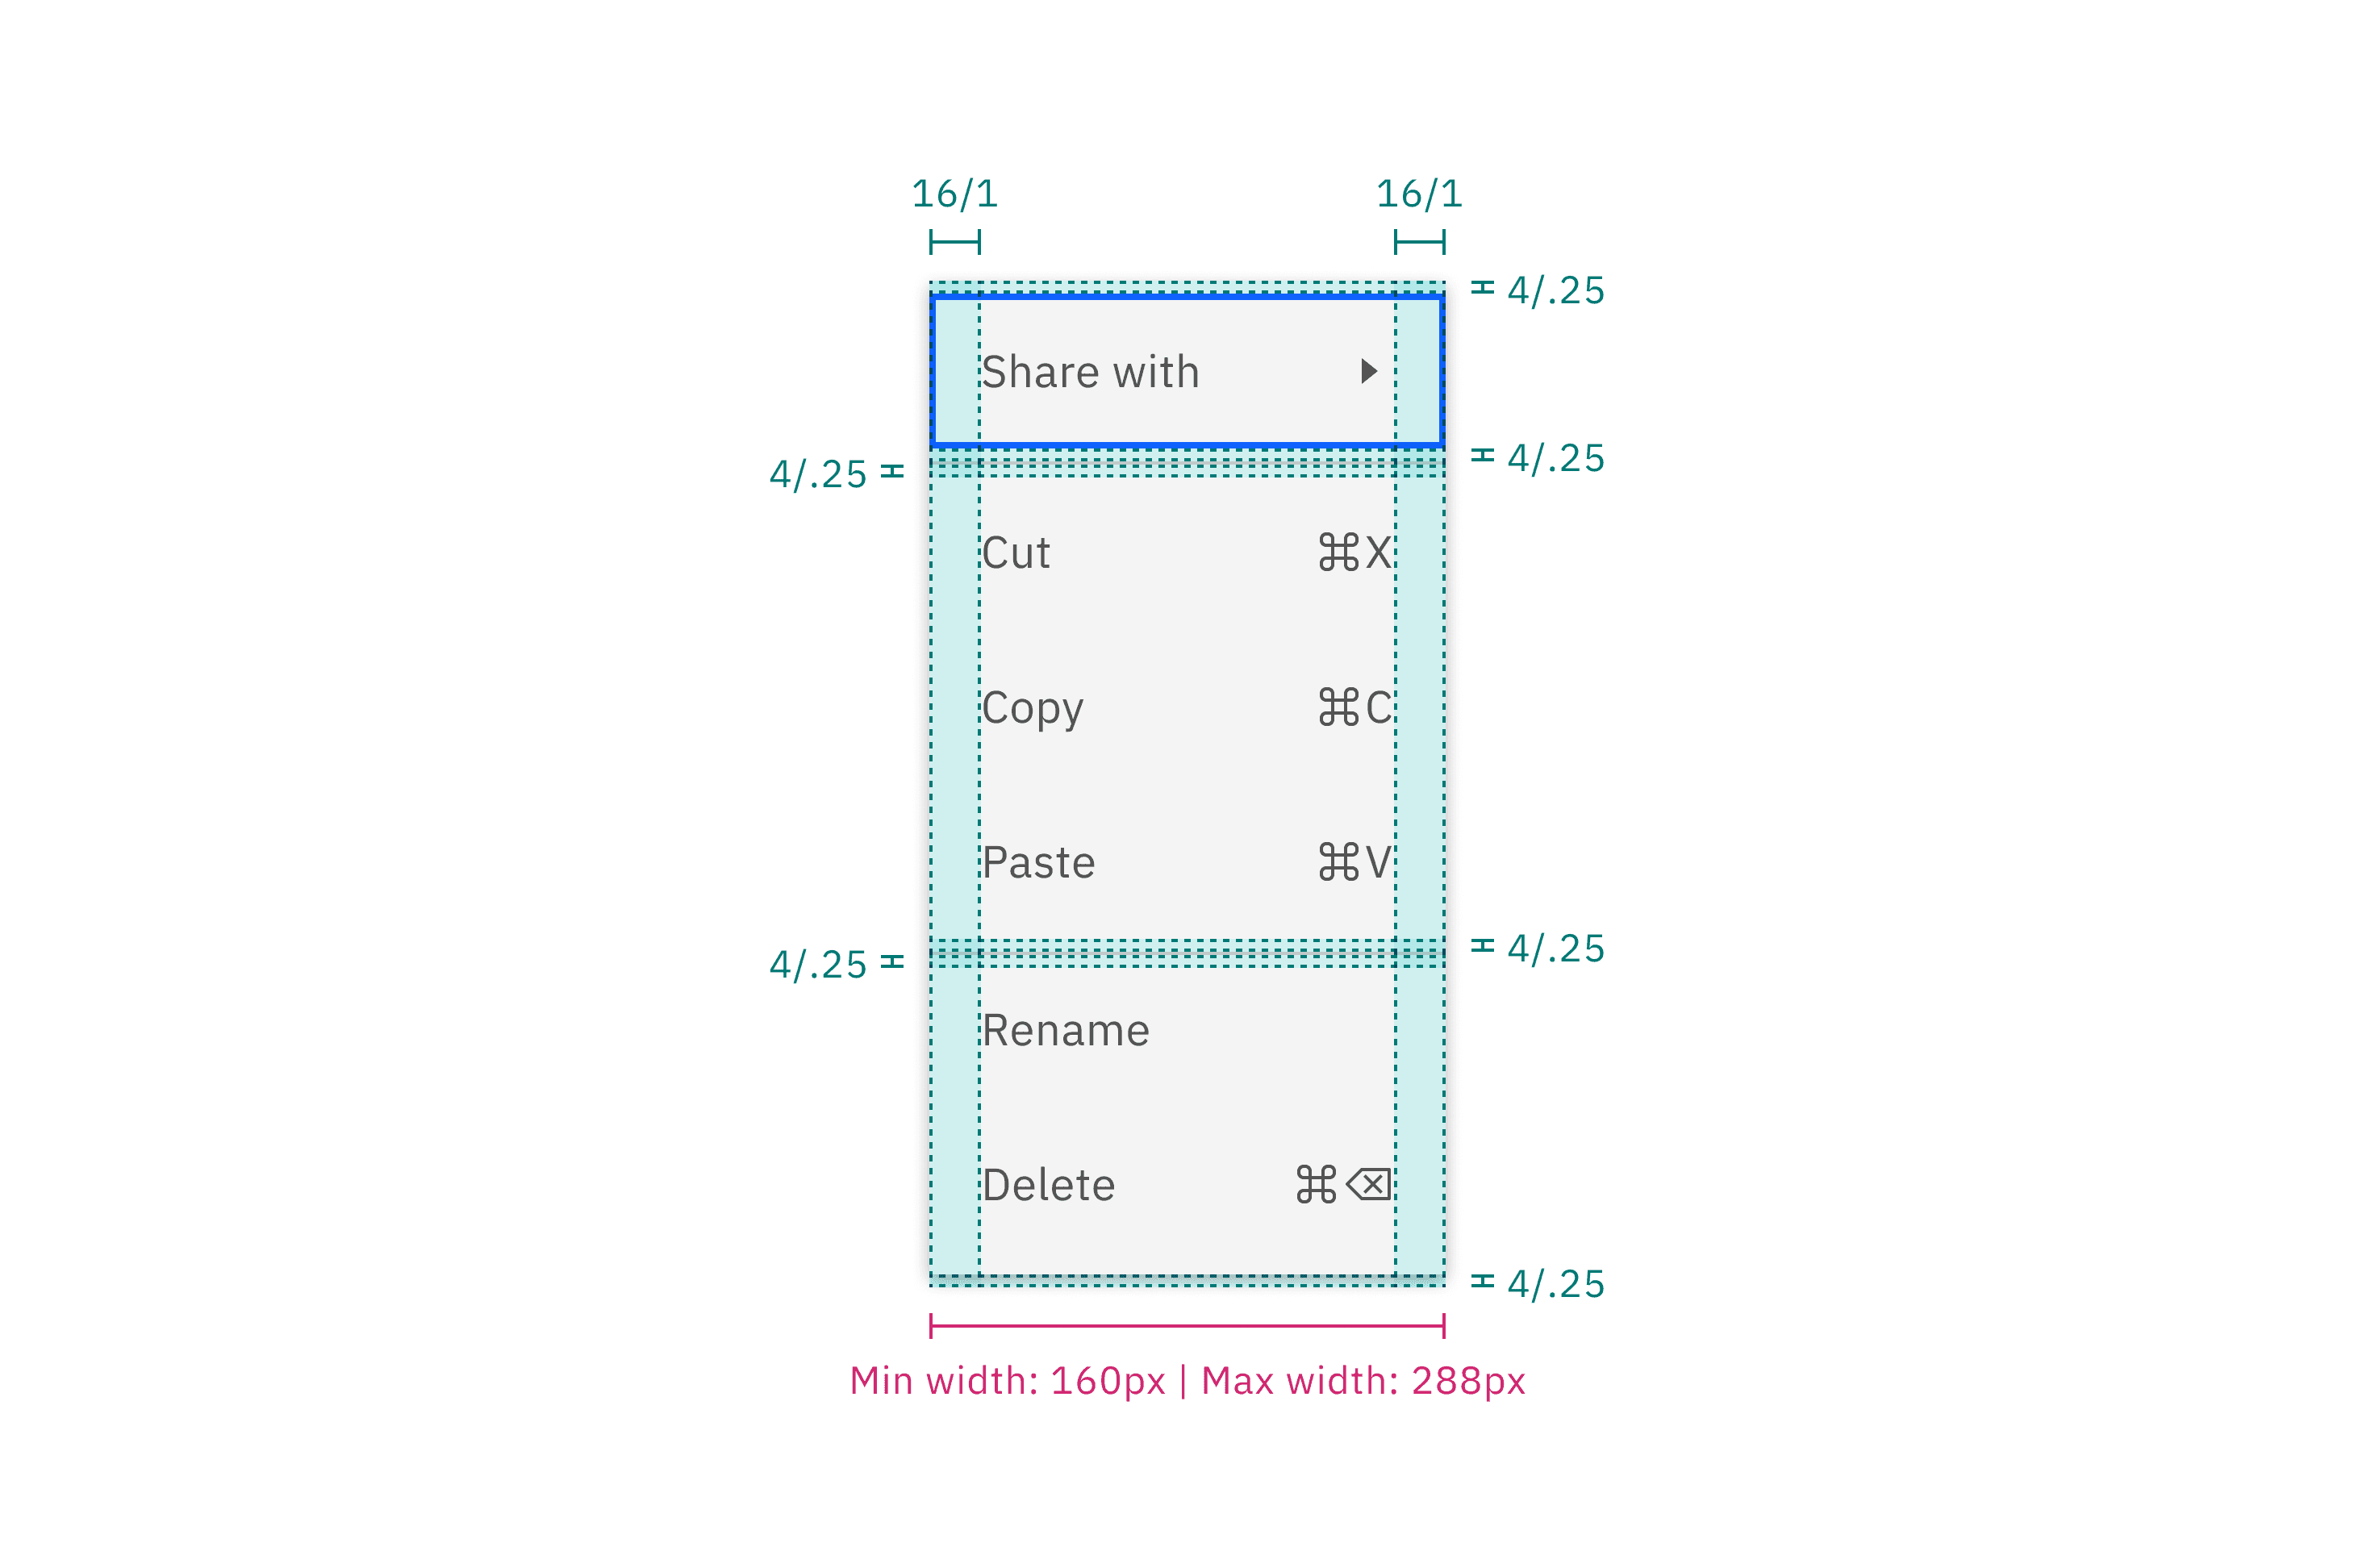 16/1 16/1
4/.25
Share with
4/.25
4/.25
Cut ⌘X
Copy ⌘C
Paste ⌘V
4/.25
4/.25
Rename
Delete ⌘⌫
4/.25
Min width: 160px | Max width: 288px